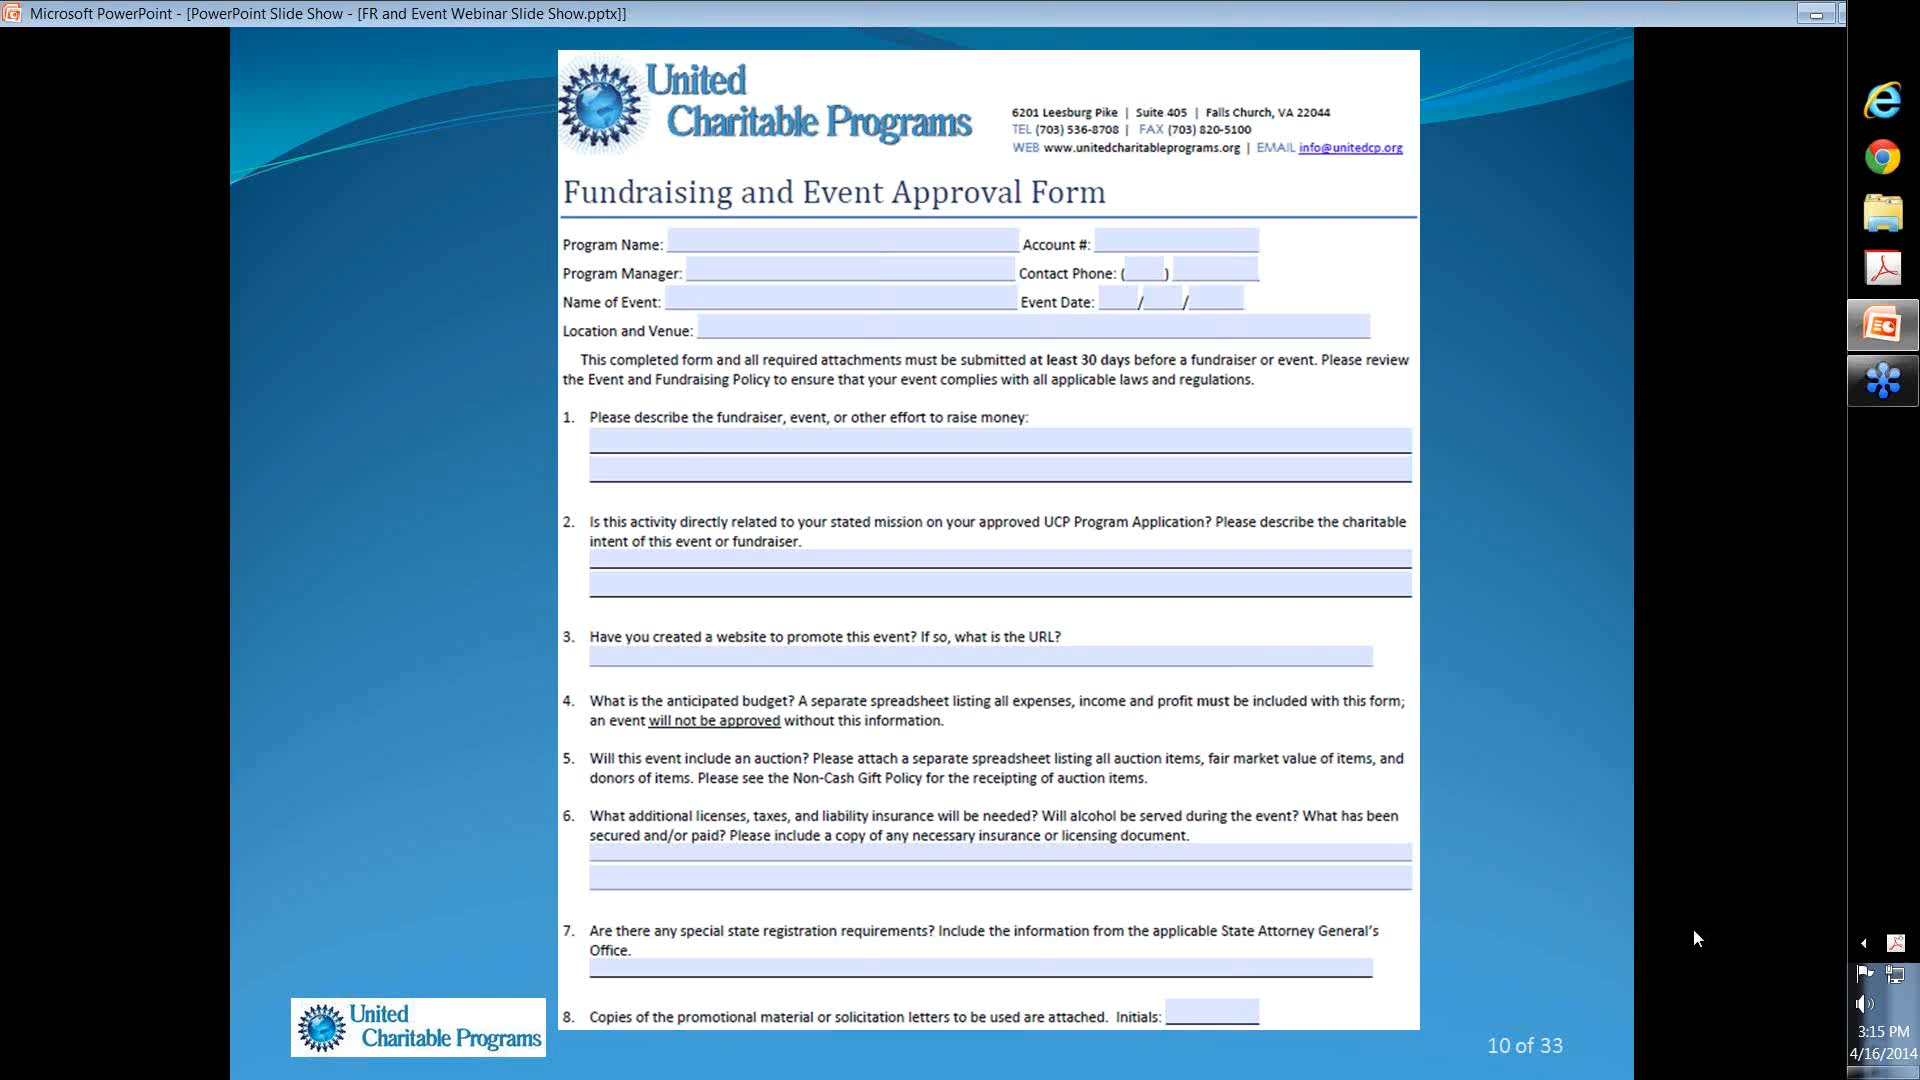 Microsoft PowerPoint - [PowerPoint Slide Show - [FR and Event Webinar Slide Show.pptx]]
United
Charitable Programs
6201 Leesburg Pike | Suite 405 | Falls Church, VA 22044
TEL (703) 536-8708 | FAX (703) 820-5100
WEB www.unitedcharitableprograms.org | EMAIL info@unitedcp.org
Fundraising and Event Approval Form
Program Name: Account #:
Program Manager: Contact Phone: ( )
Name of Event: Event Date: / /
Location and Venue:
This completed form and all required attachments must be submitted at least 30 days before a fundraiser or event. Please review
the Event and Fundraising Policy to ensure that your event complies with all applicable laws and regulations.
1. Please describe the fundraiser, event, or other effort to raise money:
2. Is this activity directly related to your stated mission on your approved UCP Program Application? Please describe the charitable
intent of this event or fundraiser.
3. Have you created a website to promote this event? If so, what is the URL?
4. What is the anticipated budget? A separate spreadsheet listing all expenses, income and profit must be included with this form;
an event will not be approved without this information.
5. Will this event include an auction? Please attach a separate spreadsheet listing all auction items, fair market value of items, and
donors of items. Please see the Non-Cash Gift Policy for the receipting of auction items.
6. What additional licenses, taxes, and liability insurance will be needed? Will alcohol be served during the event? What has been
secured and/or paid? Please include a copy of any necessary insurance or licensing document.
7. Are there any special state registration requirements? Include the information from the applicable State Attorney General's
Office.
8. Copies of the promotional material or solicitation letters to be used are attached. Initials:
United
Charitable Programs
10 of 33
3:15 PM
4/16/2014